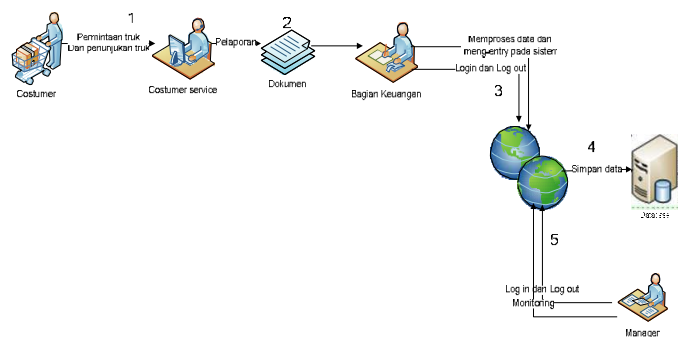 1
Permintaan truk
Dan penunjukan truk
Costumer
Costumer service
Pelaporan
2
Dokumen
Bagian Keuangan
Memproses data dan
meng-entry pada sistem
Login dan Log out
3
4
Simpan data
Database
5
Log in dan Log out
Monitoring
Manager